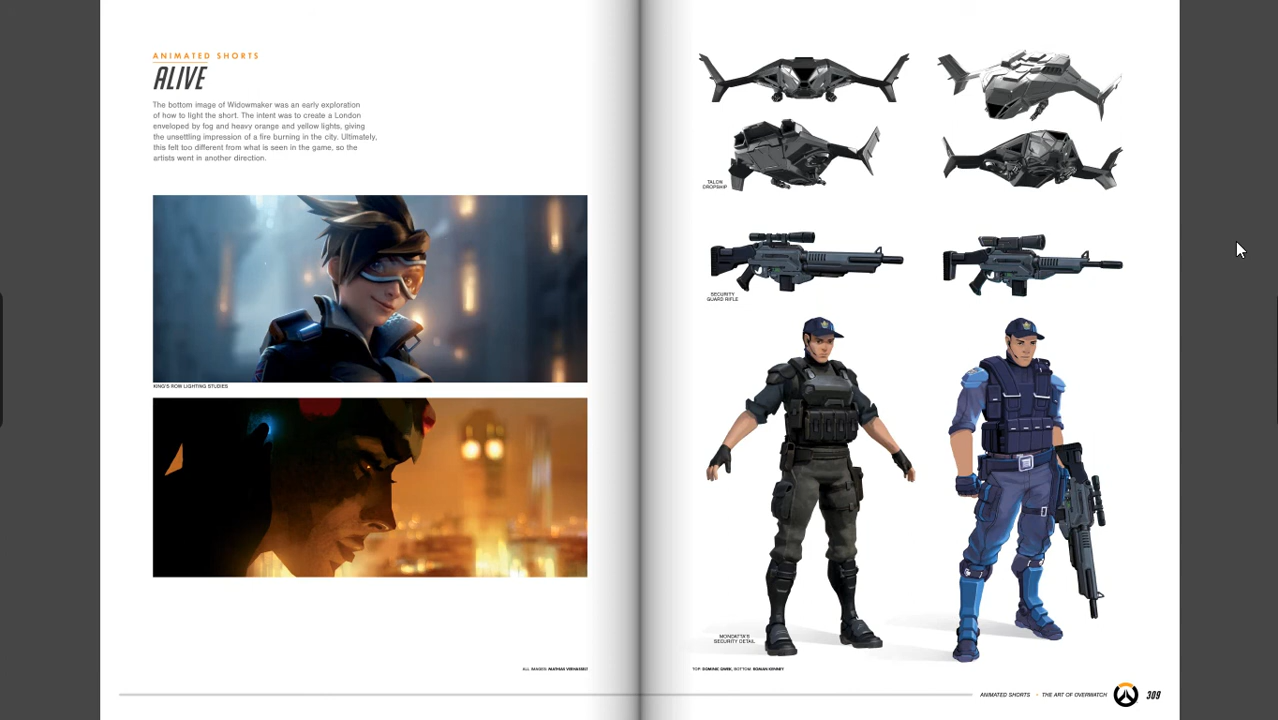 ANIMATED SHORTS
ALIVE
The bottom image of Widowmaker was an early exploration
of how to light the short. The intent was to create a London
enveloped by fog and heavy orange and yellow lights, giving
the unsettling impression of a fire burning in the city. Ultimately,
this felt too different from what is seen in the game, so the
artists went in another direction.
KING'S ROW LIGHTING STUDIES
ALL IMAGES:
TALON
DROPSHIP
SECURITY
GUARD RIFLE
MONDATTA'S
SECURITY DETAIL
TOP: BOTTOM:
ANIMATED SHORTS · THE ART OF OVERWATCH
309